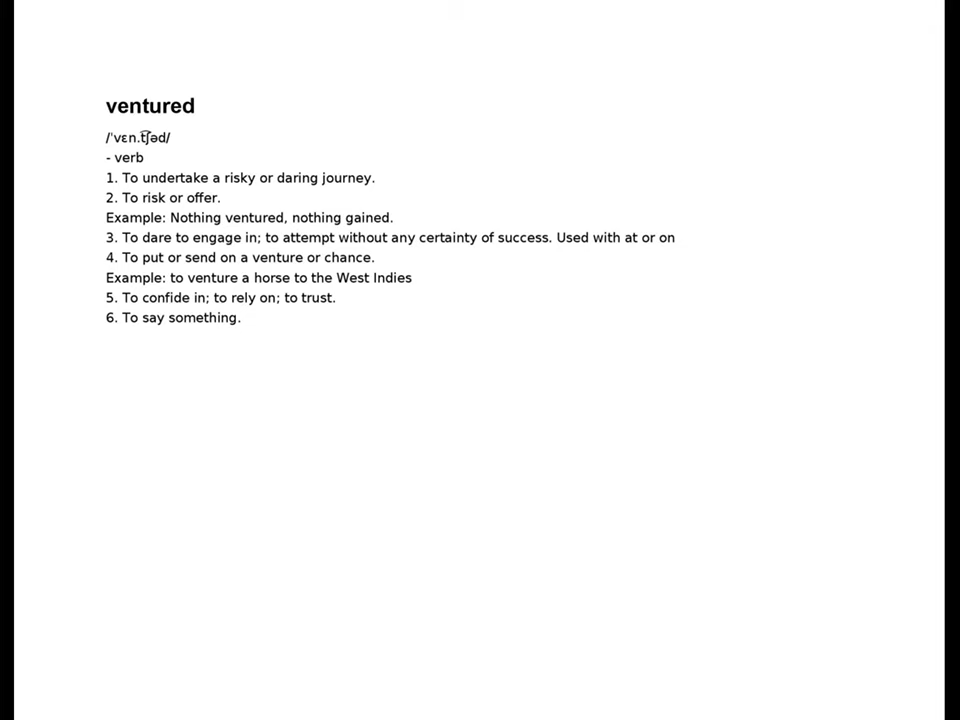 ventured
/ˈvɛn.t͡ʃəd/
- verb
1. To undertake a risky or daring journey.
2. To risk or offer.
Example: Nothing ventured, nothing gained.
3. To dare to engage in; to attempt without any certainty of success. Used with at or on
4. To put or send on a venture or chance.
Example: to venture a horse to the West Indies
5. To confide in; to rely on; to trust.
6. To say something.